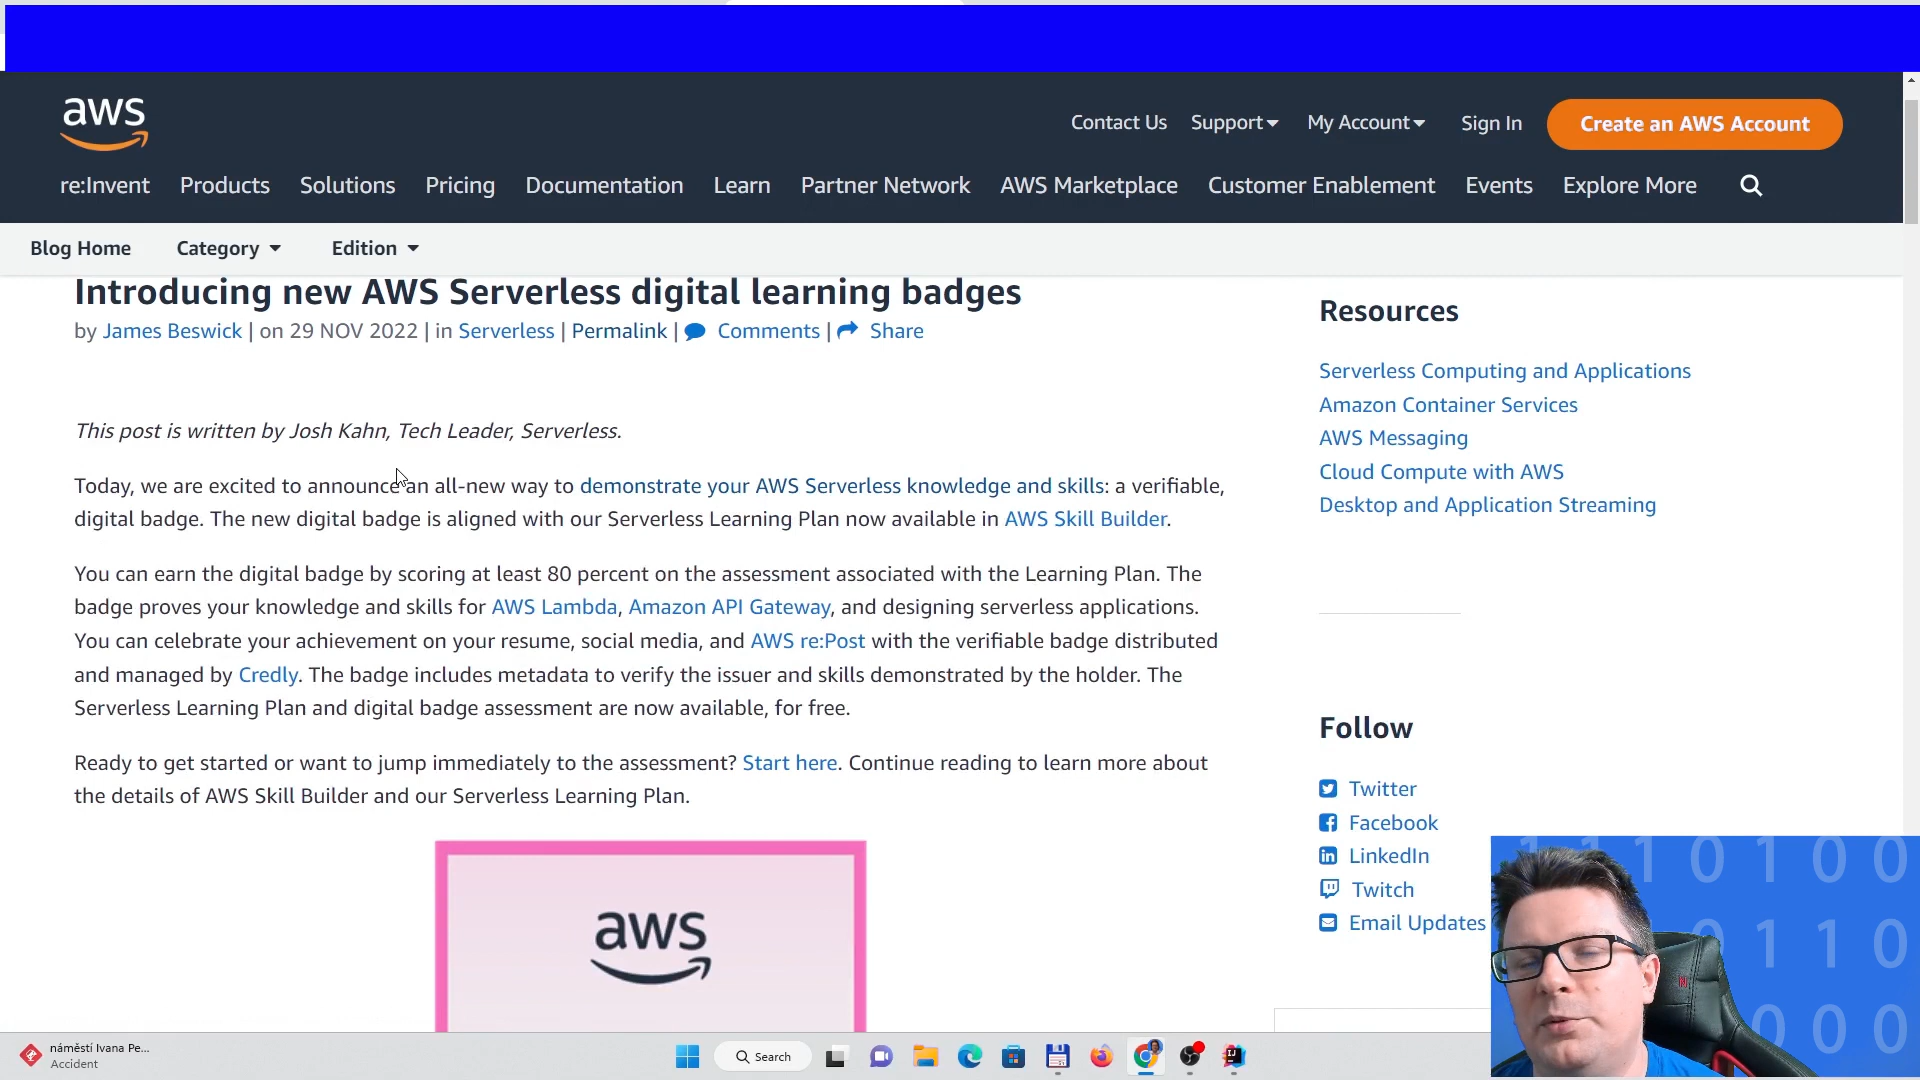 aws
Contact Us Support My Account Sign In Create an AWS Account
re:Invent Products Solutions Pricing Documentation Learn Partner Network AWS Marketplace Customer Enablement Events Explore More
Blog Home Category Edition
Introducing new AWS Serverless digital learning badges
by James Beswick | on 29 NOV 2022 | in Serverless | Permalink | Comments | Share
This post is written by Josh Kahn, Tech Leader, Serverless.
Today, we are excited to announce an all-new way to demonstrate your AWS Serverless knowledge and skills: a verifiable,
digital badge. The new digital badge is aligned with our Serverless Learning Plan now available in AWS Skill Builder.
You can earn the digital badge by scoring at least 80 percent on the assessment associated with the Learning Plan. The
badge proves your knowledge and skills for AWS Lambda, Amazon API Gateway, and designing serverless applications.
You can celebrate your achievement on your resume, social media, and AWS re:Post with the verifiable badge distributed
and managed by Credly. The badge includes metadata to verify the issuer and skills demonstrated by the holder. The
Serverless Learning Plan and digital badge assessment are now available, for free.
Ready to get started or want to jump immediately to the assessment? Start here. Continue reading to learn more about
the details of AWS Skill Builder and our Serverless Learning Plan.
aws
Resources
Serverless Computing and Applications
Amazon Container Services
AWS Messaging
Cloud Compute with AWS
Desktop and Application Streaming
Follow
Twitter
Facebook
LinkedIn
Twitch
Email Updates
1 1 0 1 0 0
0 1 1 0
0 0 0
náměstí Ivana Pe...
Accident
Search